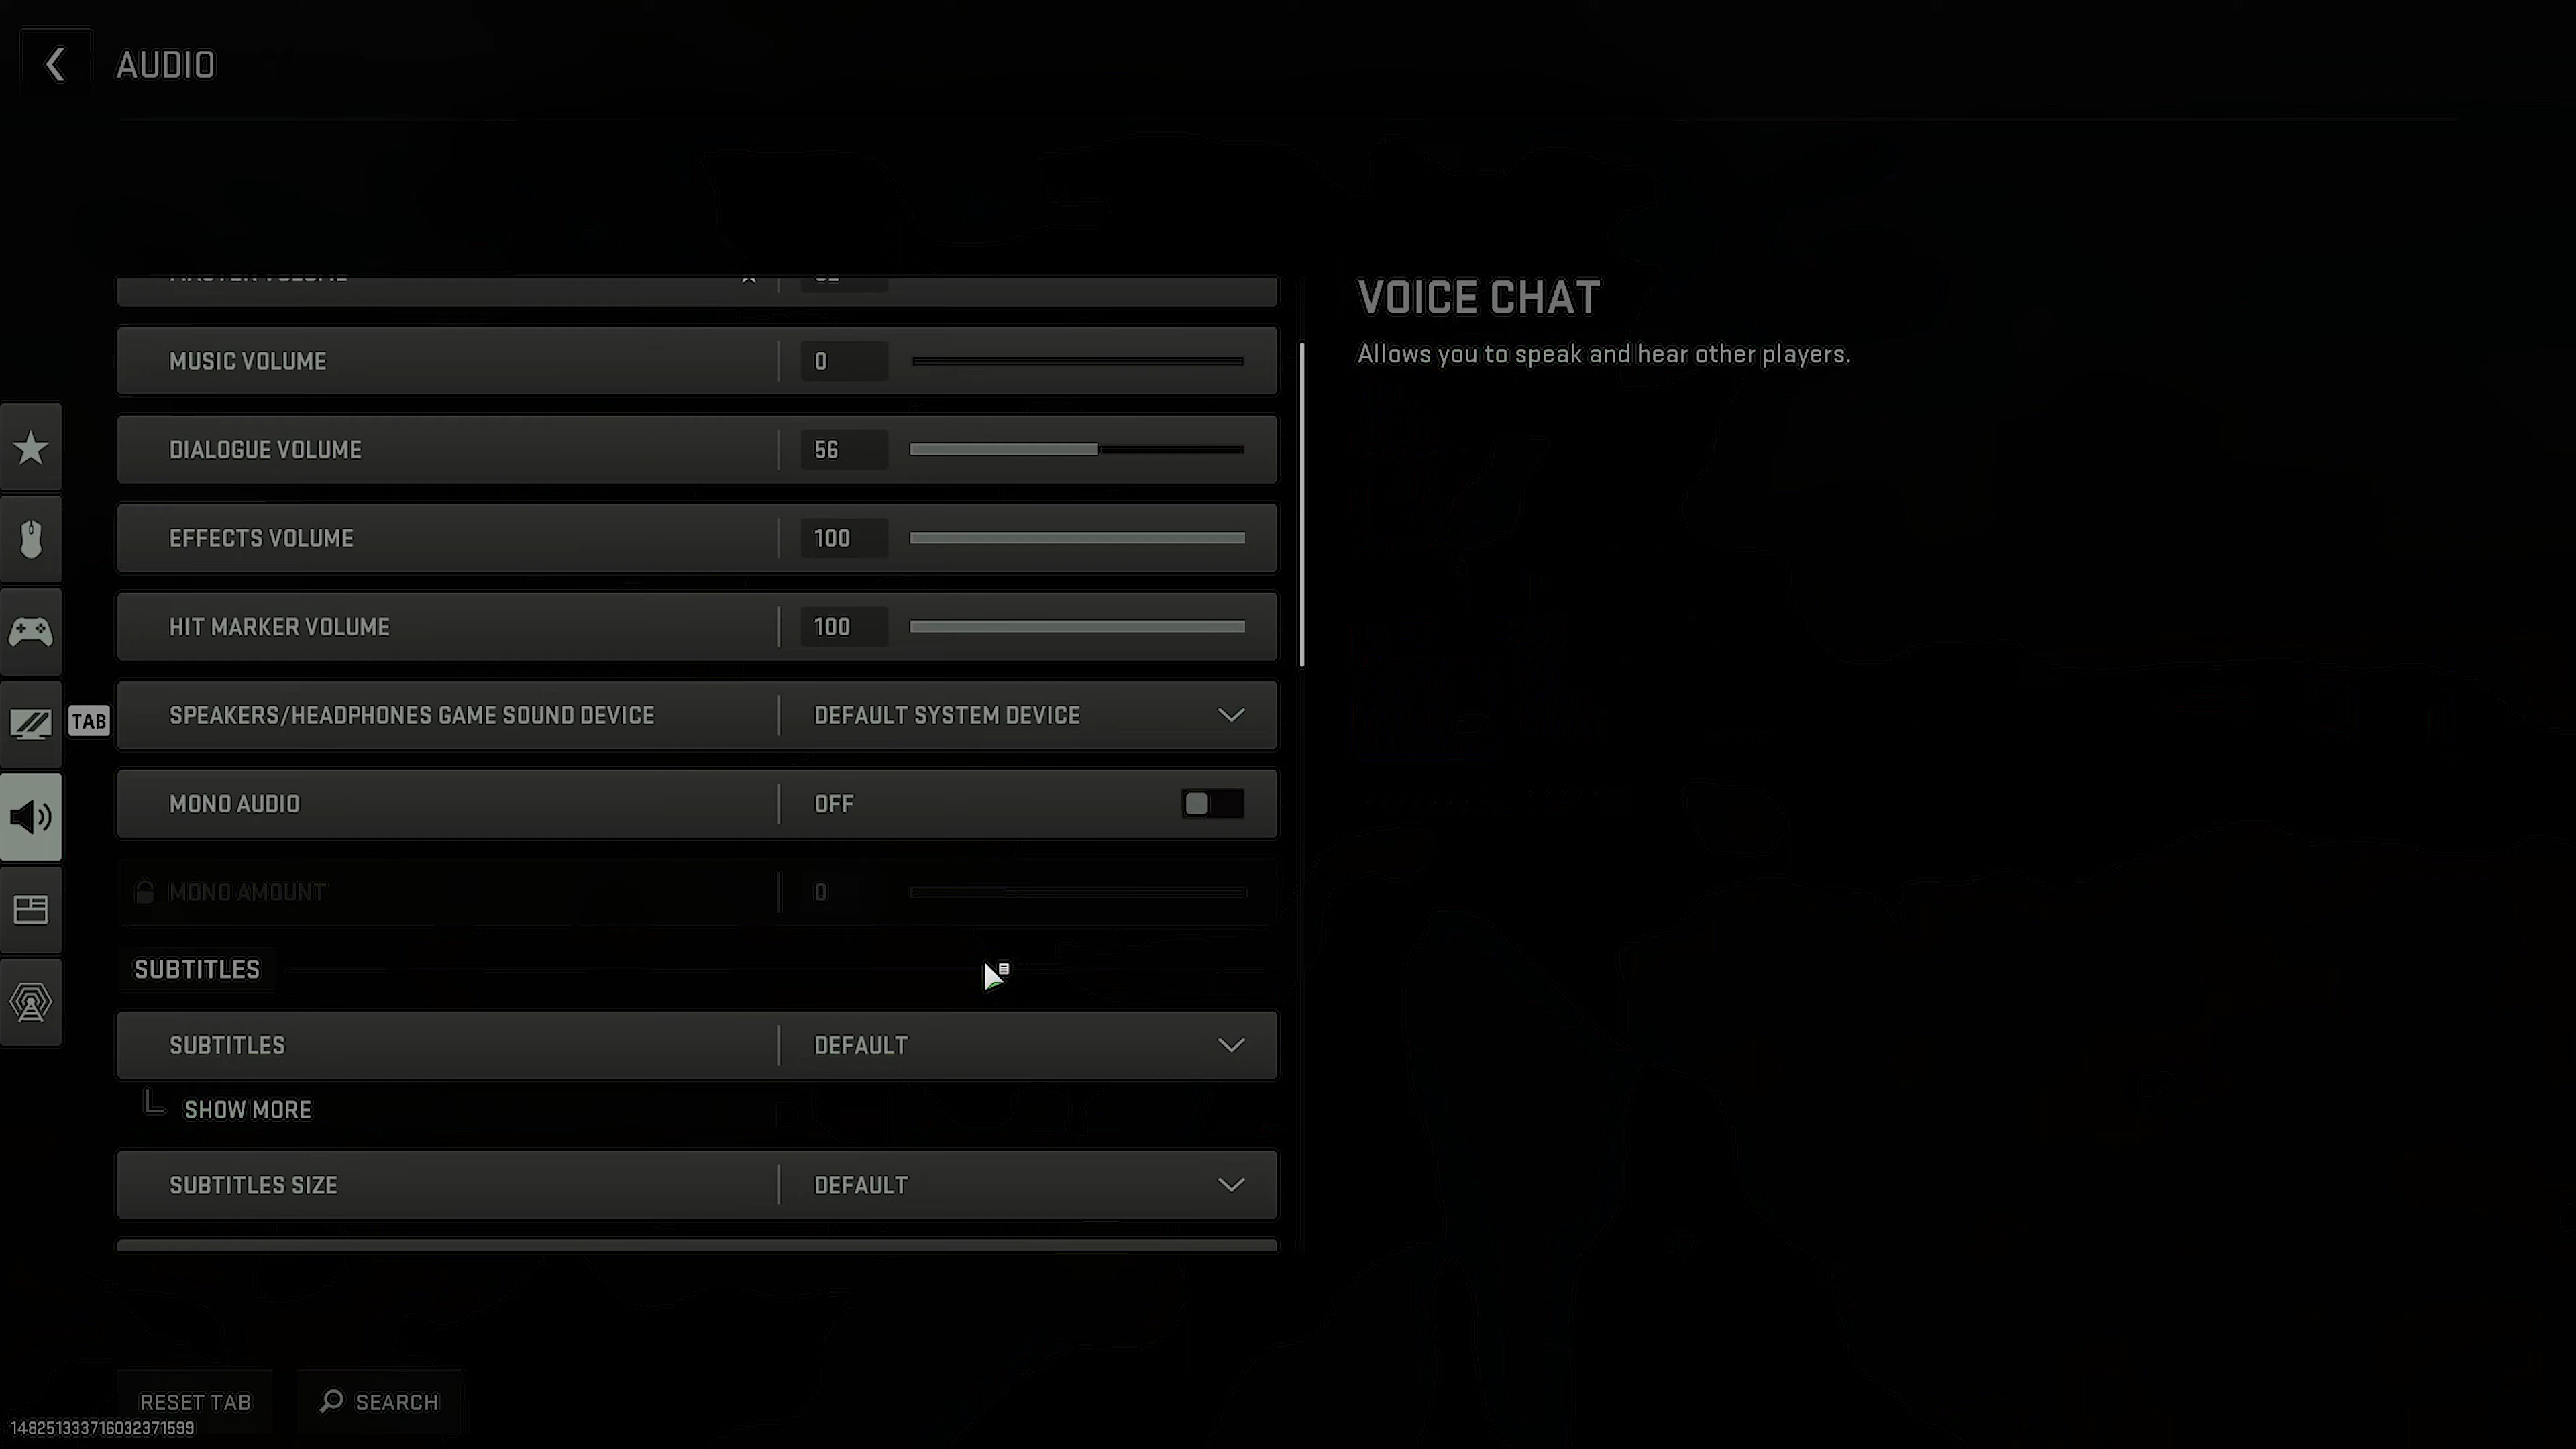 AUDIO
MUSIC VOLUME 0
DIALOGUE VOLUME 56
EFFECTS VOLUME 100
HIT MARKER VOLUME 100
SPEAKERS/HEADPHONES GAME SOUND DEVICE DEFAULT SYSTEM DEVICE
MONO AUDIO OFF
MONO AMOUNT 0
SUBTITLES
SUBTITLES DEFAULT
SHOW MORE
SUBTITLES SIZE DEFAULT
VOICE CHAT
Allows you to speak and hear other players.
TAB
RESET TAB SEARCH
148251333716032371599